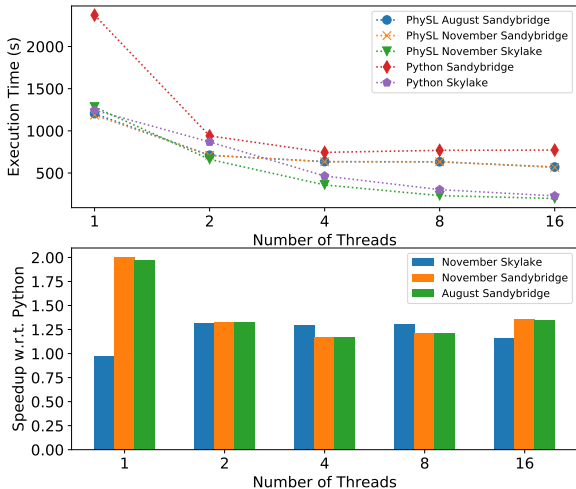 Execution Time (s)
2000
1500
1000
500
PhySL August Sandybridge
PhySL November Sandybridge
PhySL November Skylake
Python Sandybridge
Python Skylake
1 2 4 8 16
Number of Threads
Speedup w.r.t. Python
2.00
1.75
1.50
1.25
1.00
0.75
0.50
0.25
0.00
November Skylake
November Sandybridge
August Sandybridge
1 2 4 8 16
Number of Threads